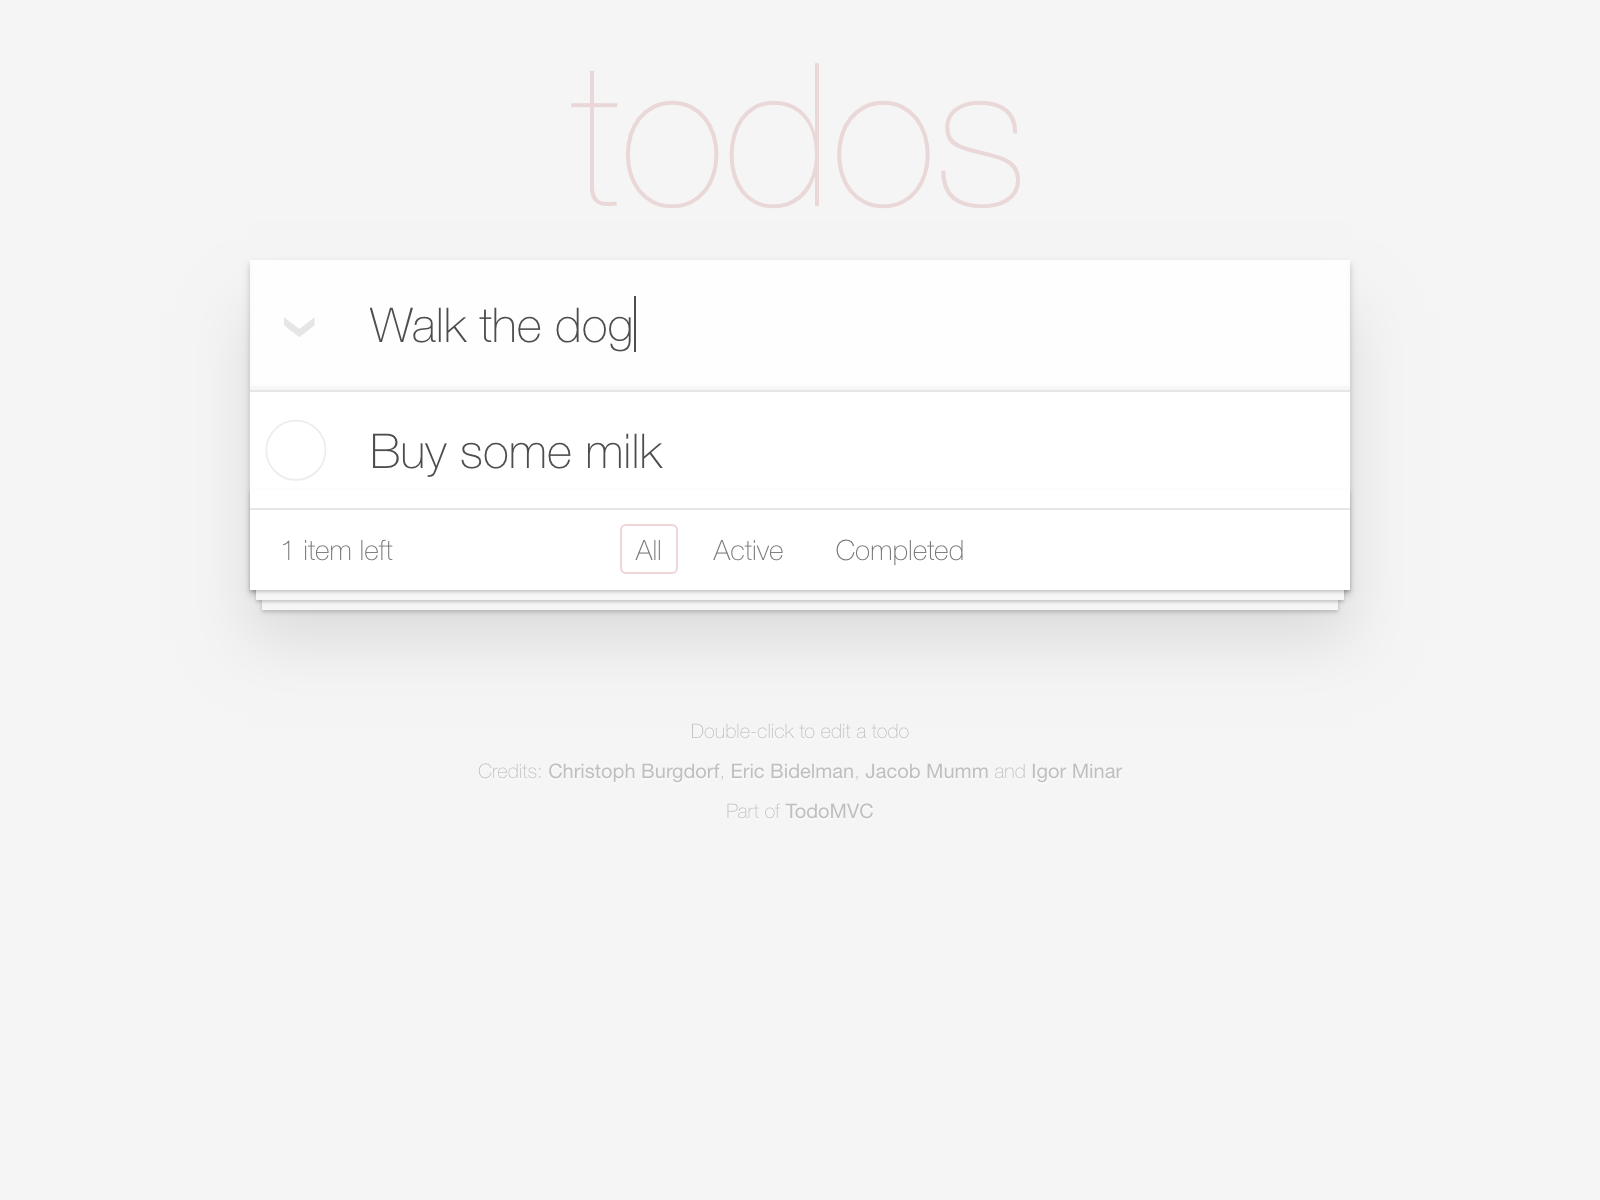 todos
Walk the dog
Buy some milk
1 item left All Active Completed
Double-click to edit a todo
Credits: Christoph Burgdorf, Eric Bidelman, Jacob Mumm and Igor Minar
Part of TodoMVC